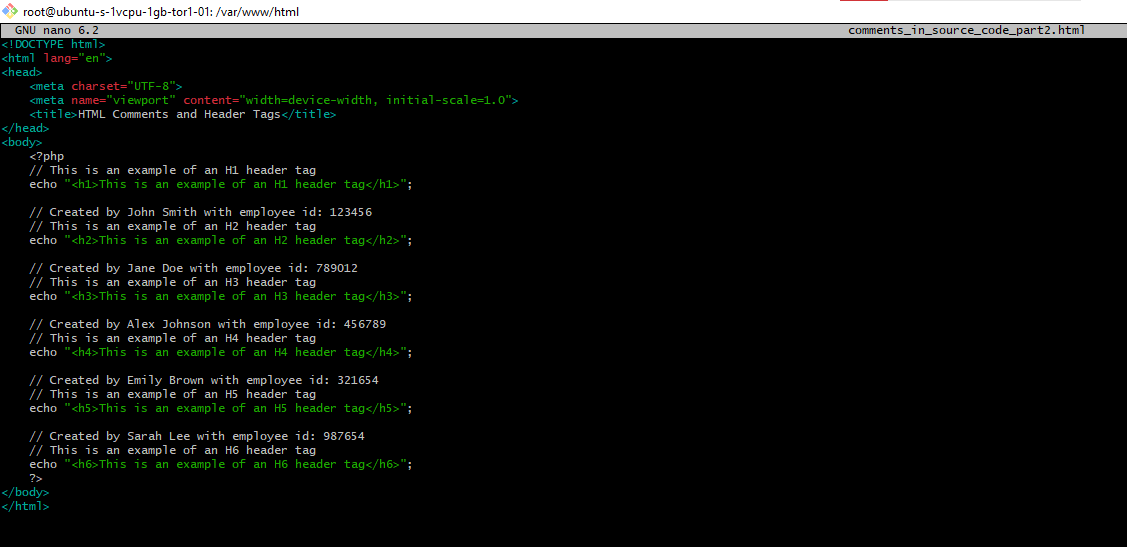 root@ubuntu-s-1vcpu-1gb-tor1-01: /var/www/html
GNU nano 6.2 comments_in_source_code_part2.html
<!DOCTYPE html>
<html lang="en">
<head>
    <meta charset="UTF-8">
    <meta name="viewport" content="width=device-width, initial-scale=1.0">
    <title>HTML Comments and Header Tags</title>
</head>
<body>
    <?php
    // This is an example of an H1 header tag
    echo "<h1>This is an example of an H1 header tag</h1>";

    // Created by John Smith with employee id: 123456
    // This is an example of an H2 header tag
    echo "<h2>This is an example of an H2 header tag</h2>";

    // Created by Jane Doe with employee id: 789012
    // This is an example of an H3 header tag
    echo "<h3>This is an example of an H3 header tag</h3>";

    // Created by Alex Johnson with employee id: 456789
    // This is an example of an H4 header tag
    echo "<h4>This is an example of an H4 header tag</h4>";

    // Created by Emily Brown with employee id: 321654
    // This is an example of an H5 header tag
    echo "<h5>This is an example of an H5 header tag</h5>";

    // Created by Sarah Lee with employee id: 987654
    // This is an example of an H6 header tag
    echo "<h6>This is an example of an H6 header tag</h6>";
    ?>
</body>
</html>